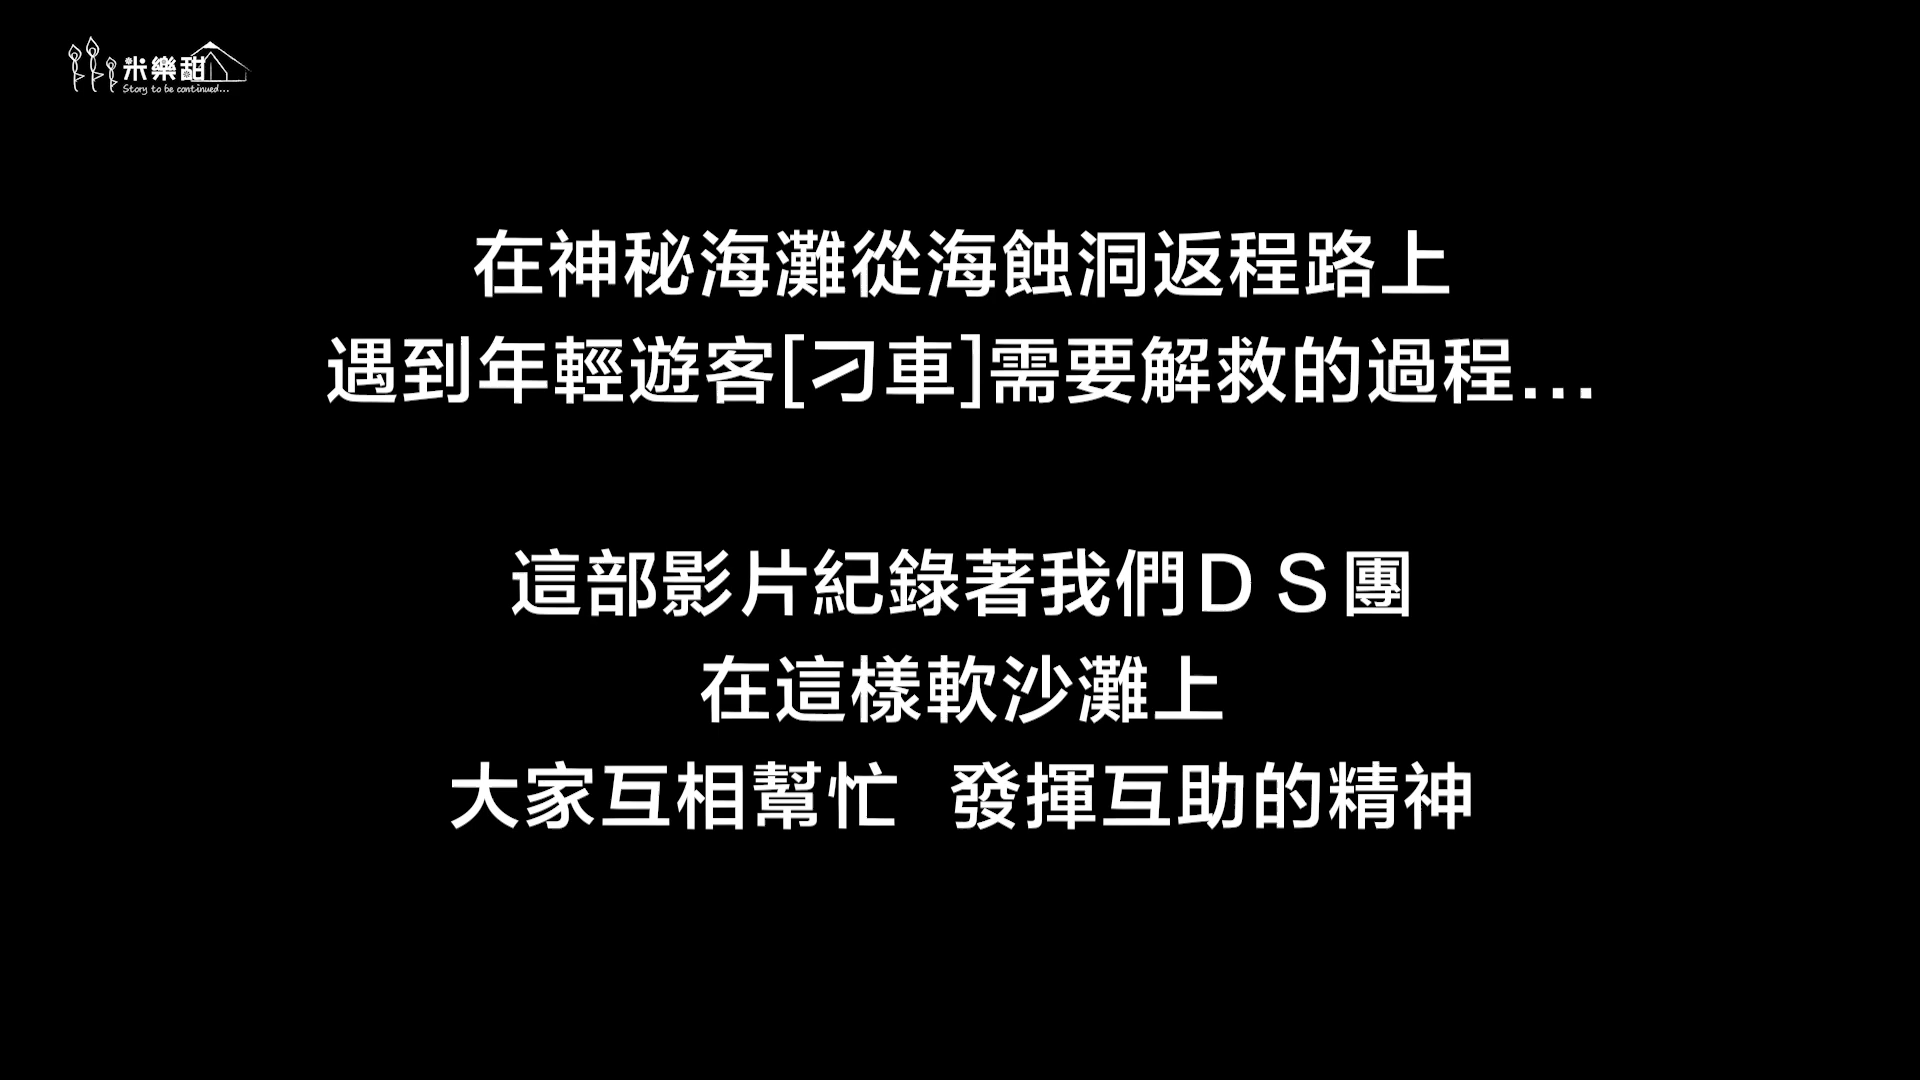 米樂甜
Story to be continued...
在神秘海灘從海蝕洞返程路上
遇到年輕遊客[刁車]需要解救的過程...
這部影片紀錄著我們ＤＳ團
在這樣軟沙灘上
大家互相幫忙  發揮互助的精神